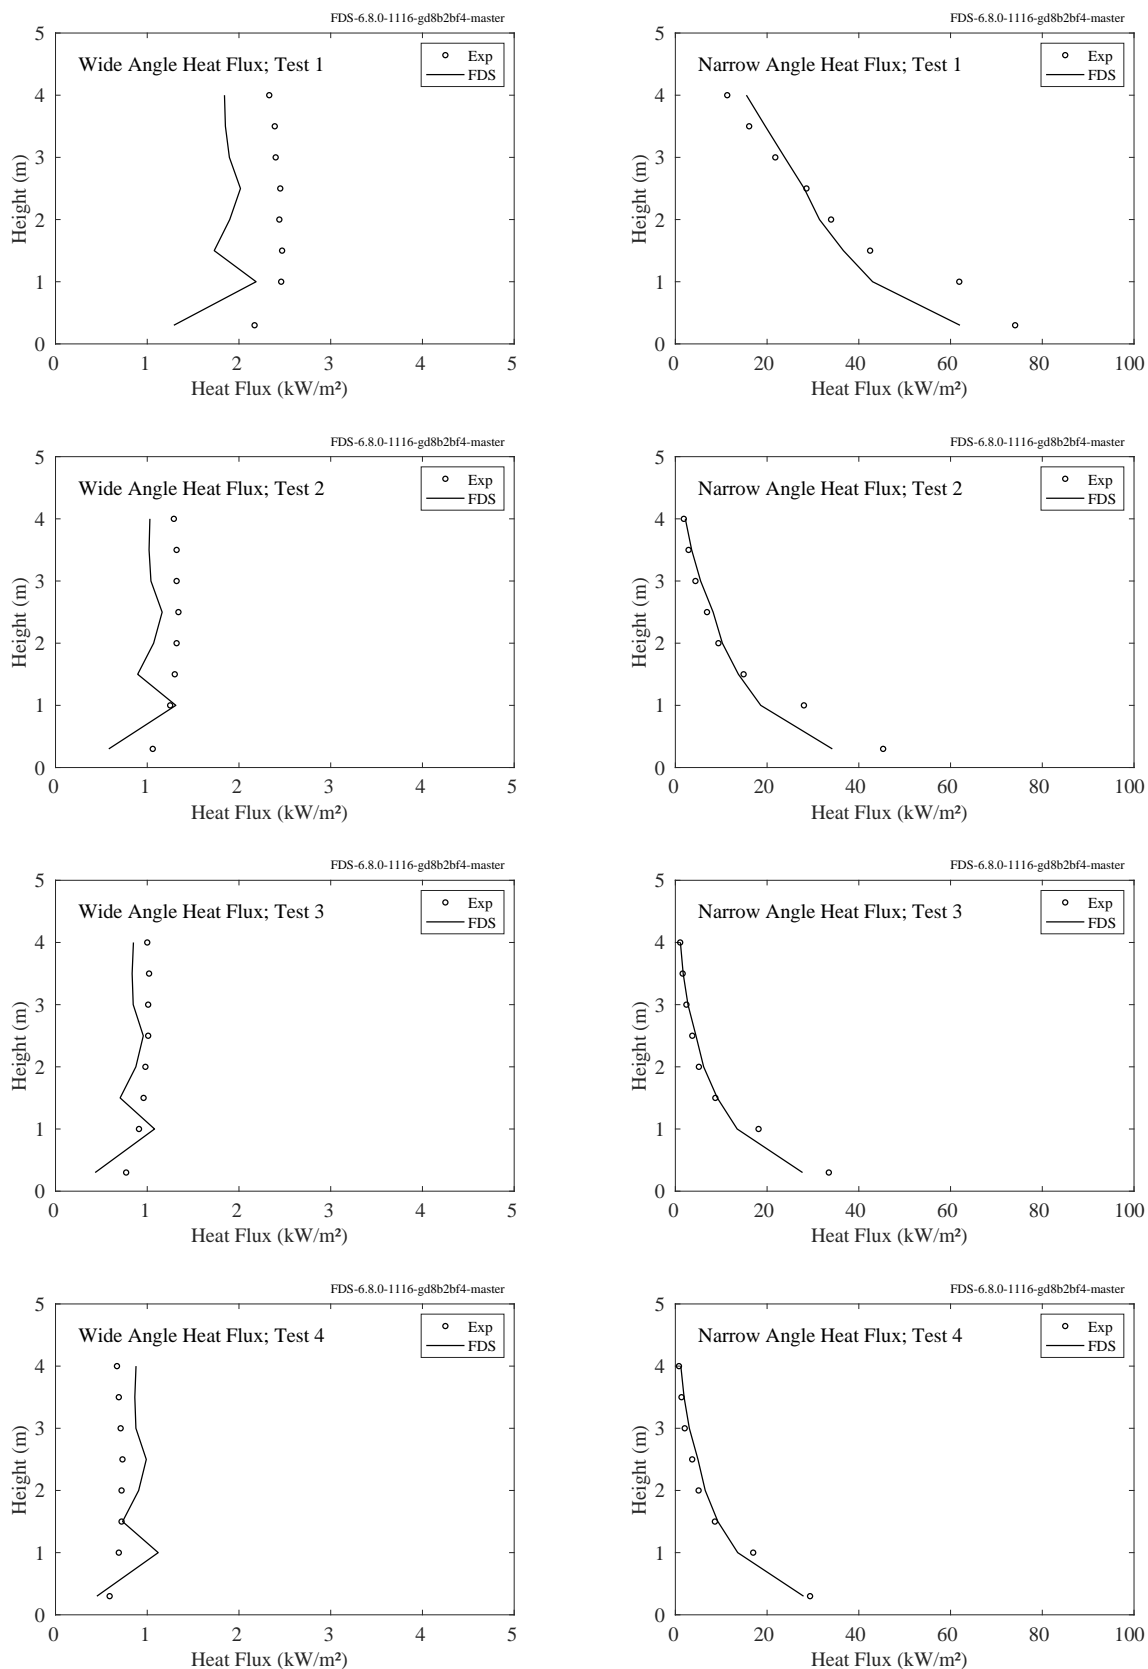 FDS-6.8.0-1116-gd8b2bf4-master
Wide Angle Heat Flux; Test 1
Exp
FDS
Height (m)
0 1 2 3 4 5
0 1 2 3 4 5
Heat Flux (kW/m²)
FDS-6.8.0-1116-gd8b2bf4-master
Narrow Angle Heat Flux; Test 1
Exp
FDS
Height (m)
0 1 2 3 4 5
0 20 40 60 80 100
Heat Flux (kW/m²)
FDS-6.8.0-1116-gd8b2bf4-master
Wide Angle Heat Flux; Test 2
Exp
FDS
Height (m)
0 1 2 3 4 5
0 1 2 3 4 5
Heat Flux (kW/m²)
FDS-6.8.0-1116-gd8b2bf4-master
Narrow Angle Heat Flux; Test 2
Exp
FDS
Height (m)
0 1 2 3 4 5
0 20 40 60 80 100
Heat Flux (kW/m²)
FDS-6.8.0-1116-gd8b2bf4-master
Wide Angle Heat Flux; Test 3
Exp
FDS
Height (m)
0 1 2 3 4 5
0 1 2 3 4 5
Heat Flux (kW/m²)
FDS-6.8.0-1116-gd8b2bf4-master
Narrow Angle Heat Flux; Test 3
Exp
FDS
Height (m)
0 1 2 3 4 5
0 20 40 60 80 100
Heat Flux (kW/m²)
FDS-6.8.0-1116-gd8b2bf4-master
Wide Angle Heat Flux; Test 4
Exp
FDS
Height (m)
0 1 2 3 4 5
0 1 2 3 4 5
Heat Flux (kW/m²)
FDS-6.8.0-1116-gd8b2bf4-master
Narrow Angle Heat Flux; Test 4
Exp
FDS
Height (m)
0 1 2 3 4 5
0 20 40 60 80 100
Heat Flux (kW/m²)